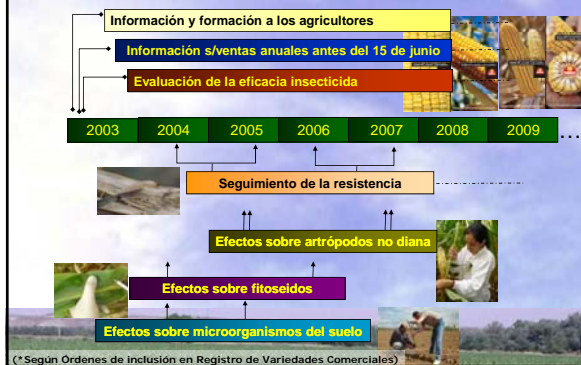 Información y formación a los agricultores
Información s/ventas anuales antes del 15 de junio
Evaluación de la eficacia insecticida
2003 2004 2005 2006 2007 2008 2009 ...
Seguimiento de la resistencia
Efectos sobre artrópodos no diana
Efectos sobre fitoseidos
Efectos sobre microorganismos del suelo
(*Según Órdenes de inclusión en Registro de Variedades Comerciales)